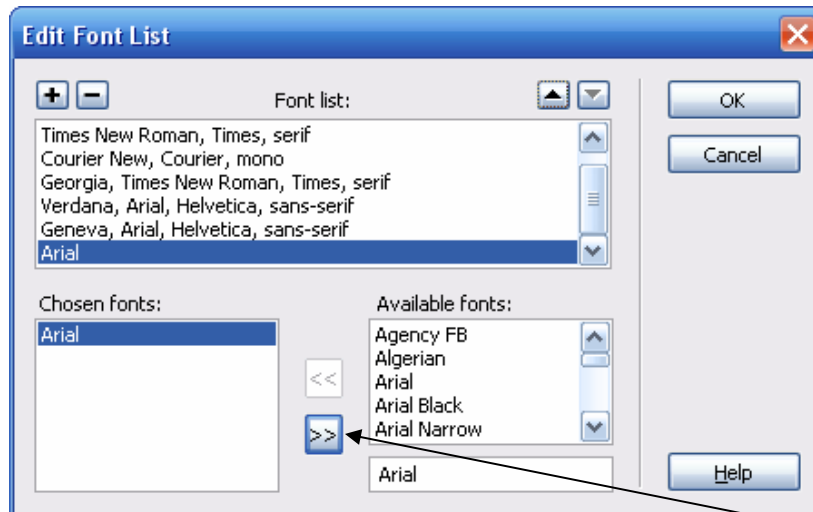 Edit Font List
Font list:
OK
Times New Roman, Times, serif
Courier New, Courier, mono
Georgia, Times New Roman, Times, serif
Verdana, Arial, Helvetica, sans-serif
Geneva, Arial, Helvetica, sans-serif
Arial
Cancel
Chosen fonts:
Arial
<<
>>
Available fonts:
Agency FB
Algerian
Arial
Arial Black
Arial Narrow
Arial
Help